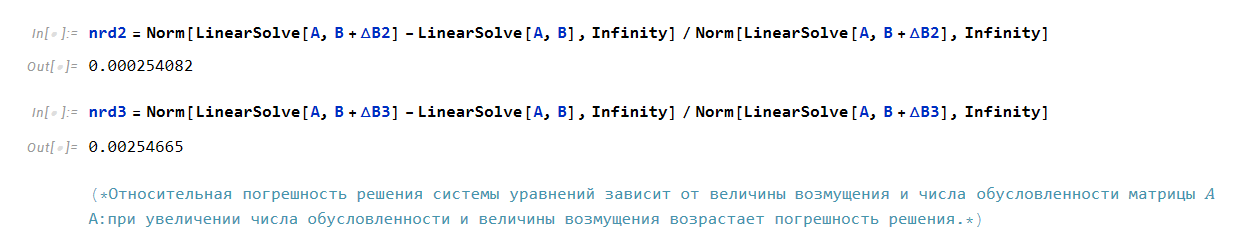 In[•]:= nrd2 = Norm[LinearSolve[A, B + ΔB2] - LinearSolve[A, B], Infinity] / Norm[LinearSolve[A, B + ΔB2], Infinity]
Out[•]= 0.000254082
In[•]:= nrd3 = Norm[LinearSolve[A, B + ΔB3] - LinearSolve[A, B], Infinity] / Norm[LinearSolve[A, B + ΔB3], Infinity]
Out[•]= 0.00254665
(*Относительная погрешность решения системы уравнений зависит от величины возмущения и числа обусловленности матрицы A
A:при увеличении числа обусловленности и величины возмущения возрастает погрешность решения.*)